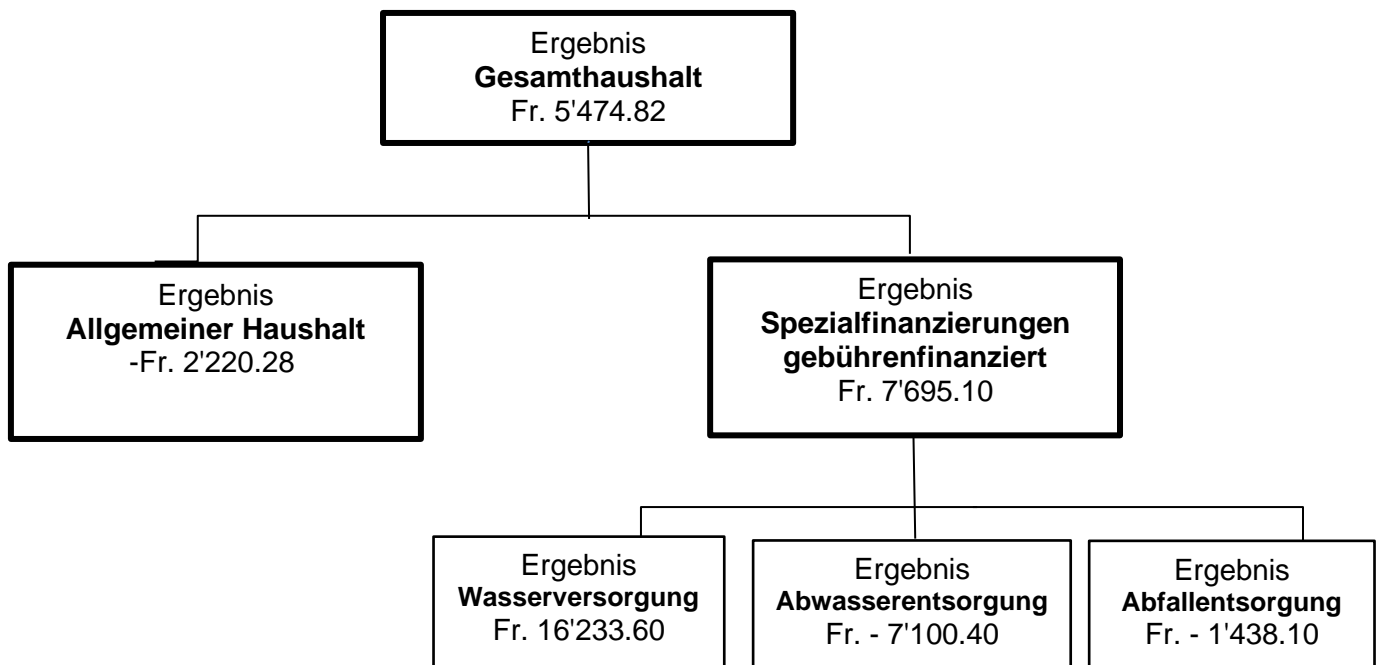 Ergebnis
Gesamthaushalt
Fr. 5'474.82
Ergebnis
Allgemeiner Haushalt
-Fr. 2'220.28
Ergebnis
Spezialfinanzierungen
gebührenfinanziert
Fr. 7'695.10
Ergebnis
Wasserversorgung
Fr. 16'233.60
Ergebnis
Abwasserentsorgung
Fr. - 7'100.40
Ergebnis
Abfallentsorgung
Fr. - 1'438.10